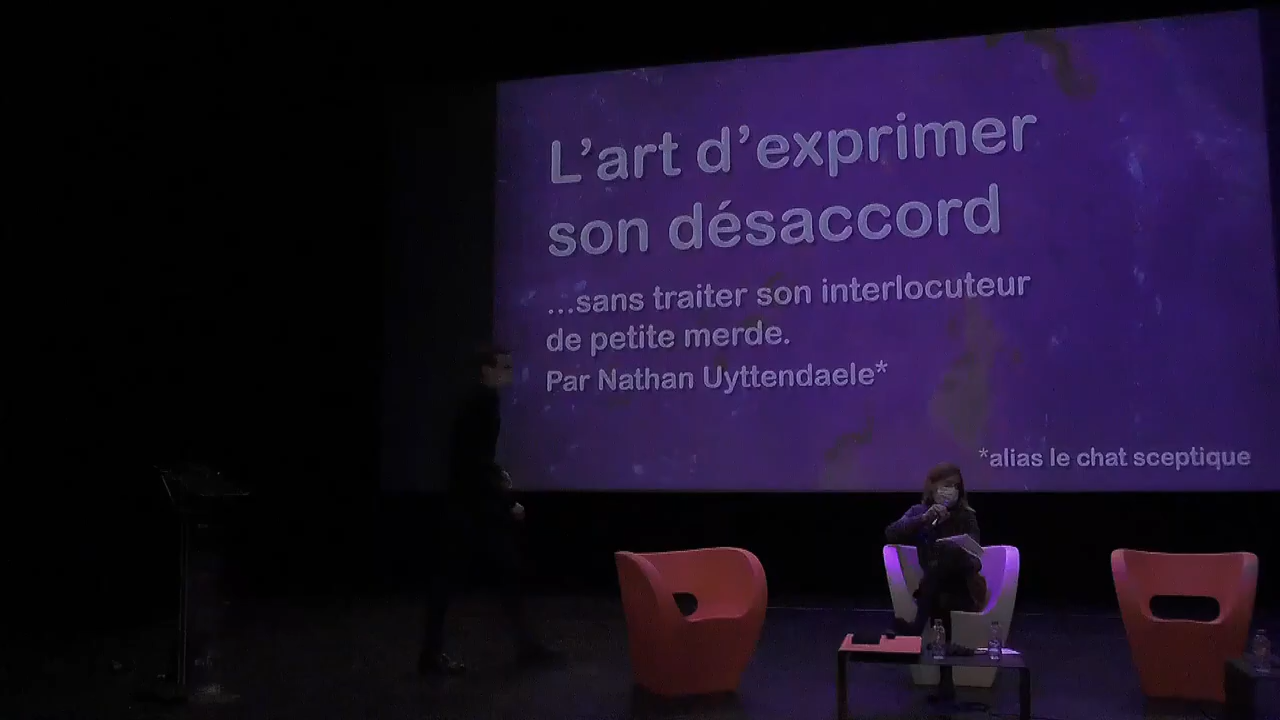 L’art d’exprimer
son désaccord
...sans traiter son interlocuteur
de petite merde.
Par Nathan Uyttendaele*
*alias le chat sceptique